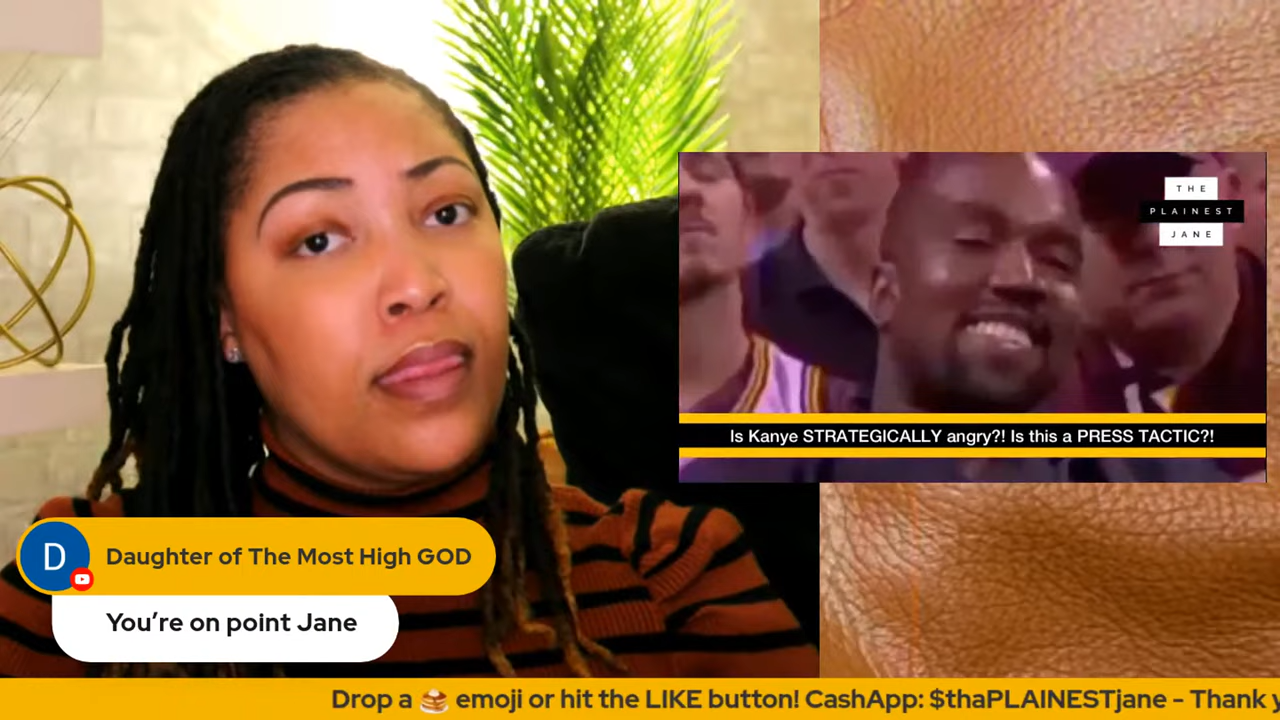 THE
PLAINEST
JANE
Is Kanye STRATEGICALLY angry?! Is this a PRESS TACTIC?!
D
Daughter of The Most High GOD
You’re on point Jane
Drop a 🥞 emoji or hit the LIKE button! CashApp: $thaPLAINESTjane - Thank y